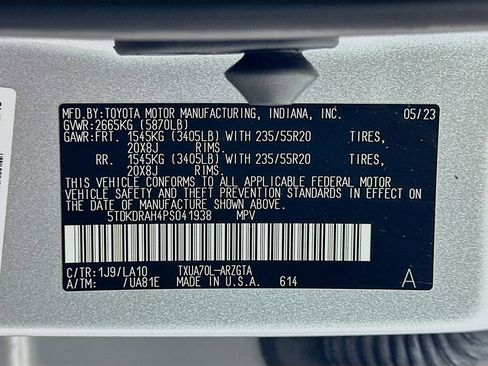 MFD.BY:TOYOTA MOTOR MANUFACTURING, INDIANA, INC. 05/23
GVWR:2665KG (5870LB)
GAWR:FRT. 1545KG (3405LB) WITH 235/55R20 TIRES,
20X8J RIMS.
RR. 1545KG (3405LB) WITH 235/55R20 TIRES,
20X8J RIMS.
THIS VEHICLE CONFORMS TO ALL APPLICABLE FEDERAL MOTOR
VEHICLE SAFETY AND BUMPER STANDARDS IN EFFECT ON
THE DATE OF MANUFACTURE SHOWN ABOVE.
5TDKDRAH4PS041938 MPV
C/TR:1J9/LA10 TXUA70L-ARZGTA
A/TM: /UA81E MADE IN U.S.A. 614 A